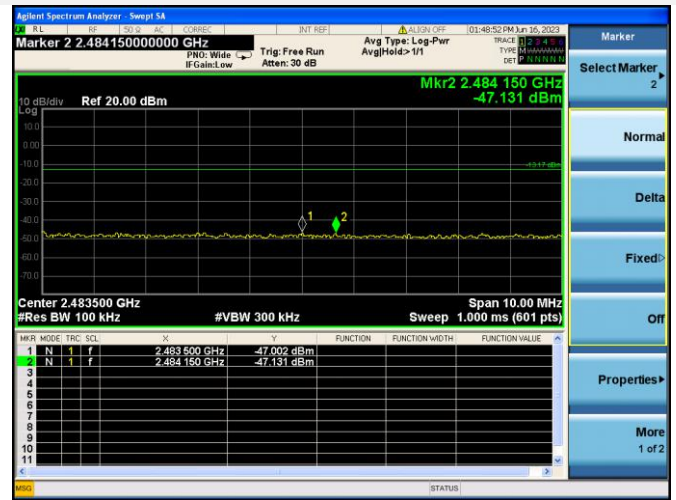 Agilent Spectrum Analyzer - Swept SA
RL RF 50 Ω AC CORREC INT REF ALIGN OFF 01:48:52 PM Jun 16, 2023
Marker 2 2.484150000000 GHz
PNO: Wide
IFGain:Low
Trig: Free Run
Atten: 30 dB
Avg Type: Log-Pwr
Avg|Hold:>1/1
TRACE 1 2 3 4 5 6
TYPE
DET P N N N N N
Mkr2 2.484 150 GHz
-47.131 dBm
10 dB/div Ref 20.00 dBm
Log
10.0
0.00
-10.0
-13.17 dBm
-20.0
-30.0
-40.0
1
2
-50.0
-60.0
-70.0
Center 2.483500 GHz Span 10.00 MHz
#Res BW 100 kHz #VBW 300 kHz Sweep 1.000 ms (601 pts)
MKR MODE TRC SCL X Y FUNCTION FUNCTION WIDTH FUNCTION VALUE
1 N 1 f 2.483 500 GHz -47.002 dBm
2 N 1 f 2.484 150 GHz -47.131 dBm
3
4
5
6
7
8
9
10
11
MSG STATUS
Marker
Select Marker
2
Normal
Delta
Fixed
Off
Properties
More
1 of 2